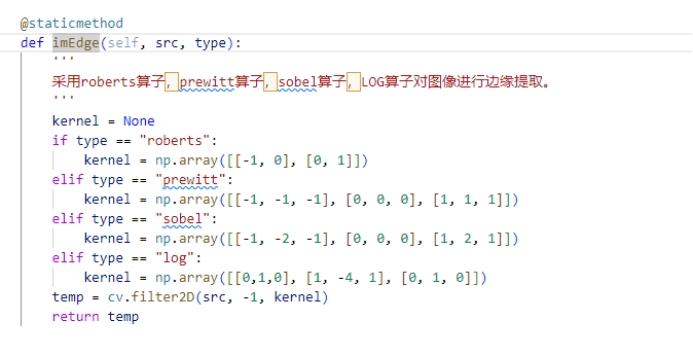 @staticmethod
def imEdge(self, src, type):
    '''
    采用roberts算子，prewitt算子，sobel算子，LOG算子对图像进行边缘提取。
    '''
    kernel = None
    if type == "roberts":
        kernel = np.array([[-1, 0], [0, 1]])
    elif type == "prewitt":
        kernel = np.array([[-1, -1, -1], [0, 0, 0], [1, 1, 1]])
    elif type == "sobel":
        kernel = np.array([[-1, -2, -1], [0, 0, 0], [1, 2, 1]])
    elif type == "log":
        kernel = np.array([[0,1,0], [1, -4, 1], [0, 1, 0]])
    temp = cv.filter2D(src, -1, kernel)
    return temp